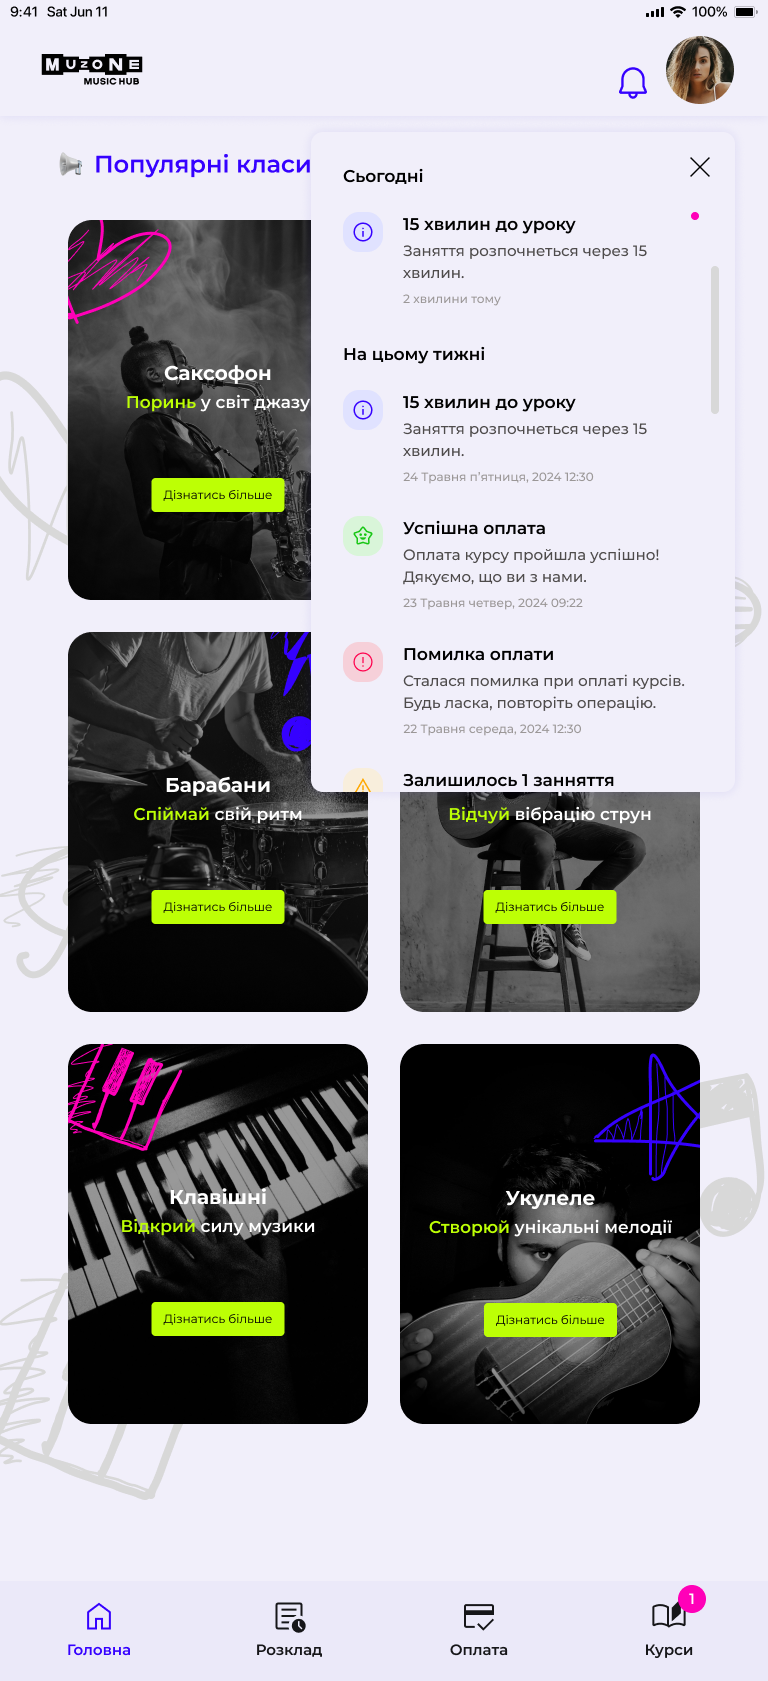 9:41 Sat Jun 11
100%
MUZONE
MUSIC HUB
Популярні класи
Сьогодні
15 хвилин до уроку
Заняття розпочнеться через 15
хвилин.
2 хвилини тому
На цьому тижні
15 хвилин до уроку
Заняття розпочнеться через 15
хвилин.
24 Травня п’ятниця, 2024 12:30
Успішна оплата
Оплата курсу пройшла успішно!
Дякуємо, що ви з нами.
23 Травня четвер, 2024 09:22
Помилка оплати
Сталася помилка при оплаті курсів.
Будь ласка, повторіть операцію.
22 Травня середа, 2024 12:30
Залишилось 1 занняття
Саксофон
Поринь у світ джазу
Дізнатись більше
Барабани
Спіймай свій ритм
Дізнатись більше
Відчуй вібрацію струн
Дізнатись більше
Клавішні
Відкрий силу музики
Дізнатись більше
Укулеле
Створюй унікальні мелодії
Дізнатись більше
Головна
Розклад
Оплата
1
Курси